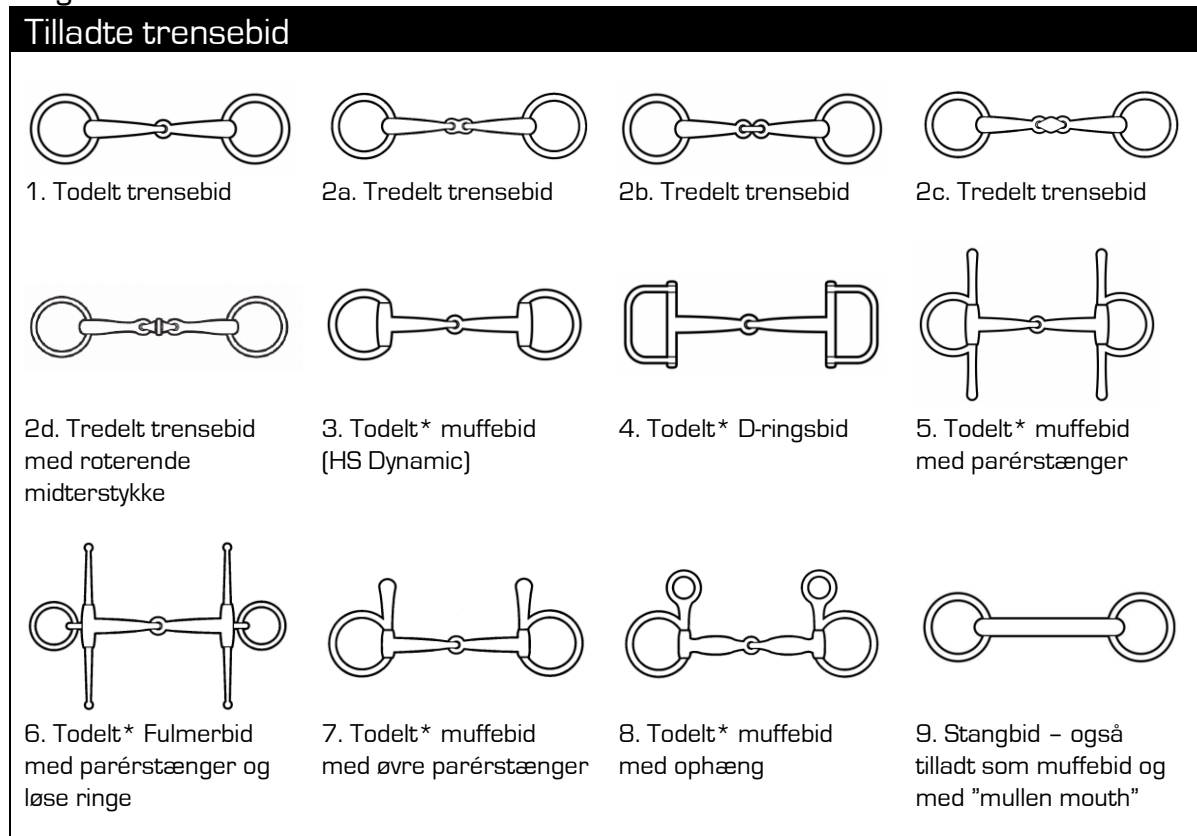 Tilladte trensebid
1. Todelt trensebid
2a. Tredelt trensebid
2b. Tredelt trensebid
2c. Tredelt trensebid
2d. Tredelt trensebid
med roterende
midterstykke
3. Todelt* muffebid
(HS Dynamic)
4. Todelt* D-ringsbid
5. Todelt* muffebid
med parérstænger
6. Todelt* Fulmerbid
med parérstænger og
løse ringe
7. Todelt* muffebid
med øvre parérstænger
8. Todelt* muffebid
med ophæng
9. Stangbid – også
tilladt som muffebid og
med ”mullen mouth”